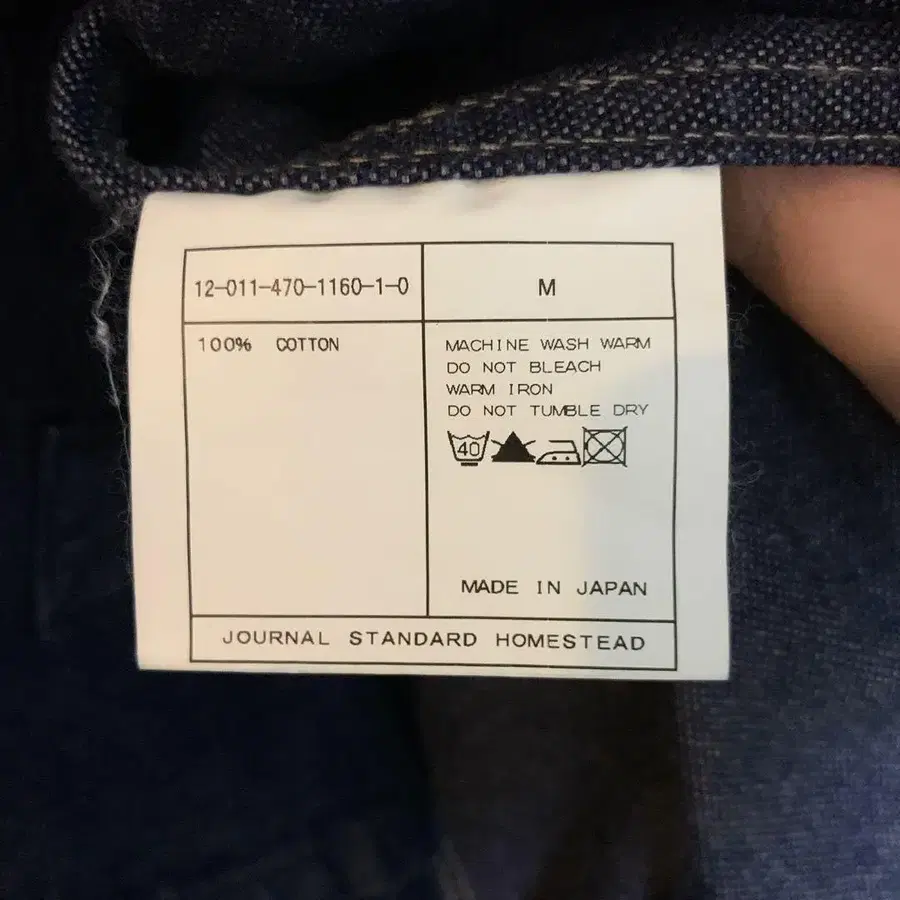 12-011-470-1160-1-0
M
100% COTTON
MACHINE WASH WARM
DO NOT BLEACH
WARM IRON
DO NOT TUMBLE DRY
40
MADE IN JAPAN
JOURNAL STANDARD HOMESTEAD